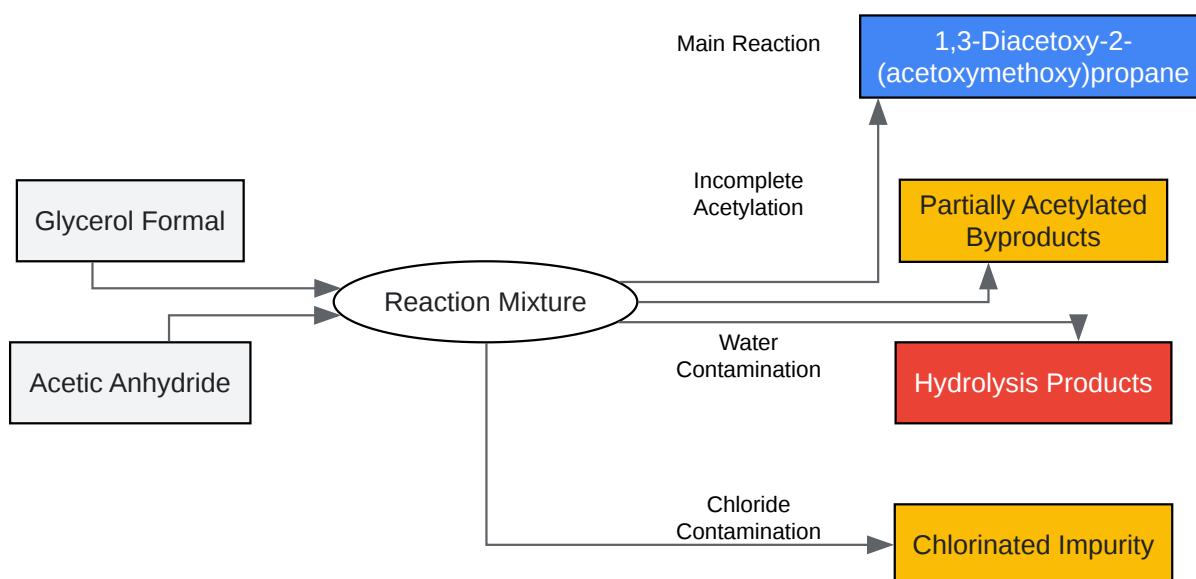 Main Reaction
1,3-Diacetoxy-2-
(acetoxymethoxy)propane
Incomplete
Acetylation
Glycerol Formal
Partially Acetylated
Byproducts
Reaction Mixture
Acetic Anhydride
Water
Contamination
Hydrolysis Products
Chloride
Contamination
Chlorinated Impurity